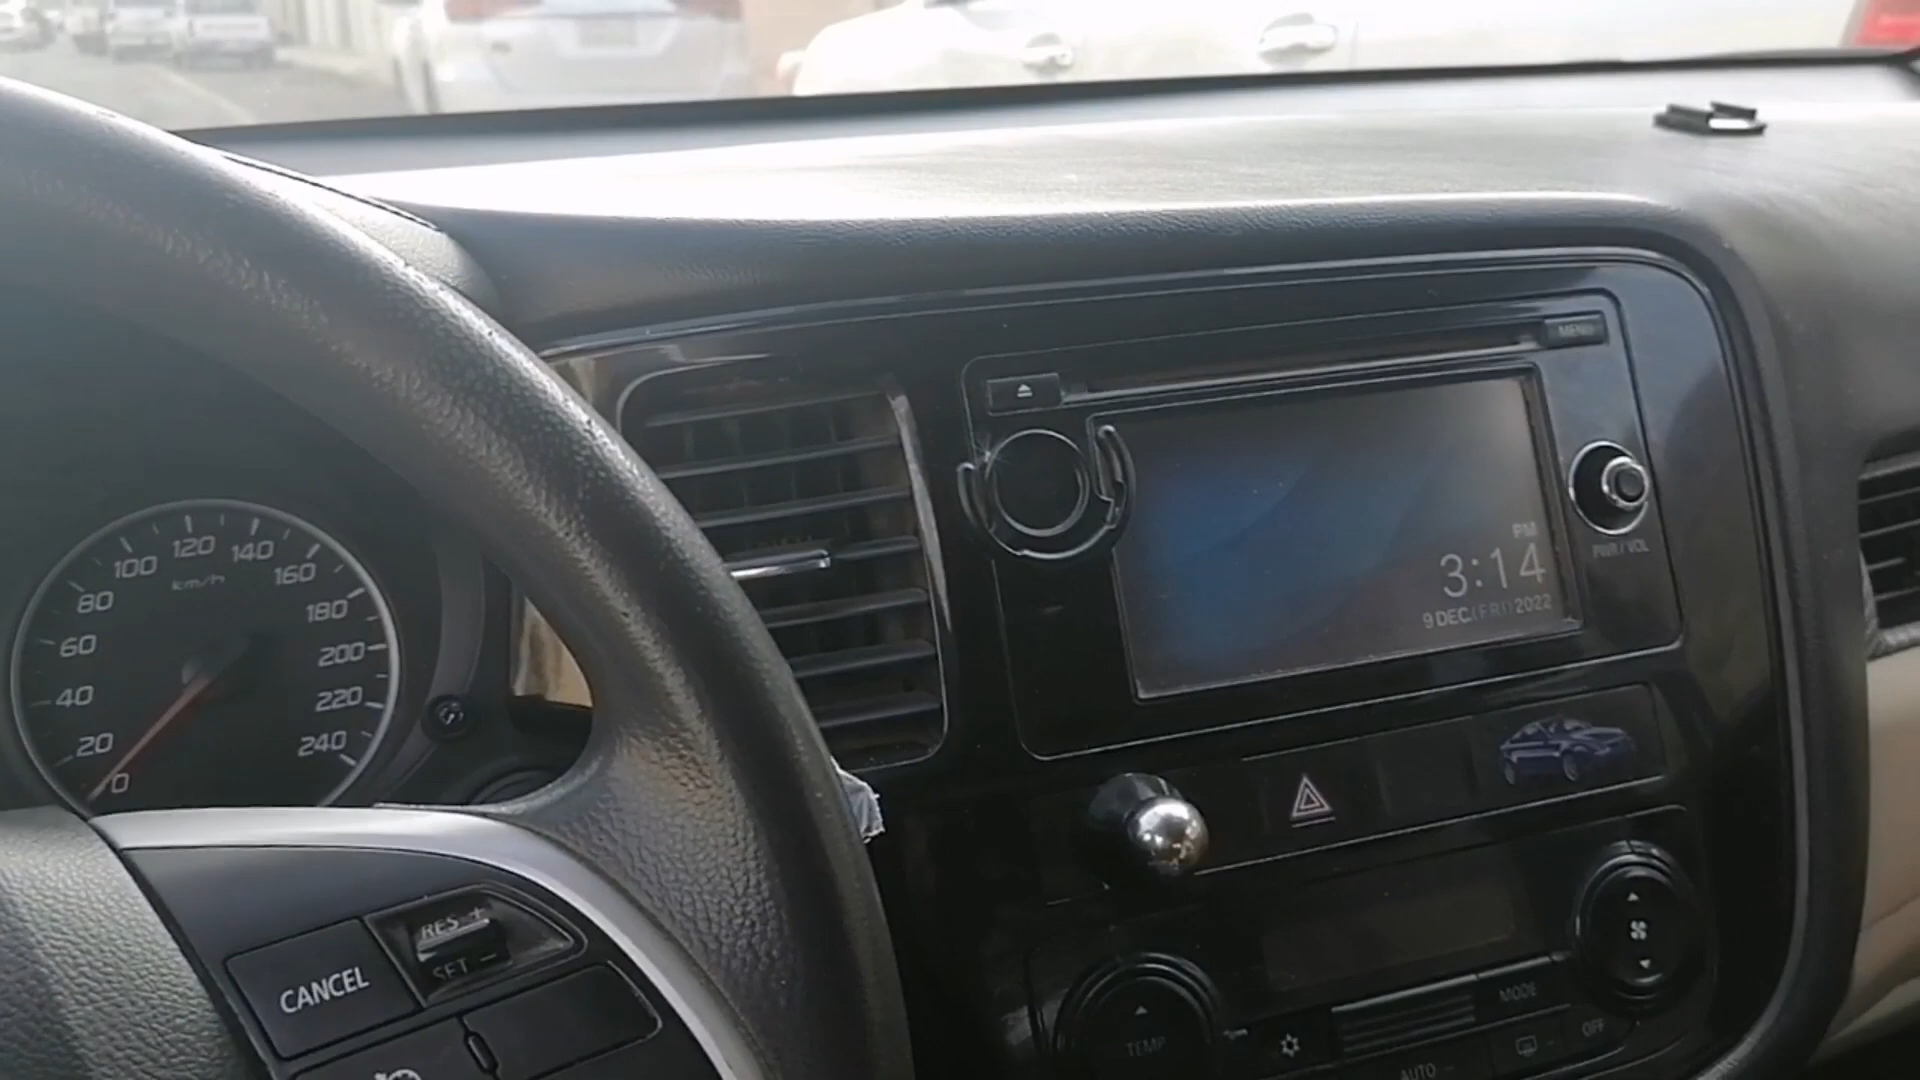 MENU
PM
3:14
9 DEC.(FRI)2022
PWR / VOL
100
120
140
160
km/h
80
180
60
200
40
220
20
240
0
RES +
SET -
CANCEL
MODE
TEMP
OFF
AUTO